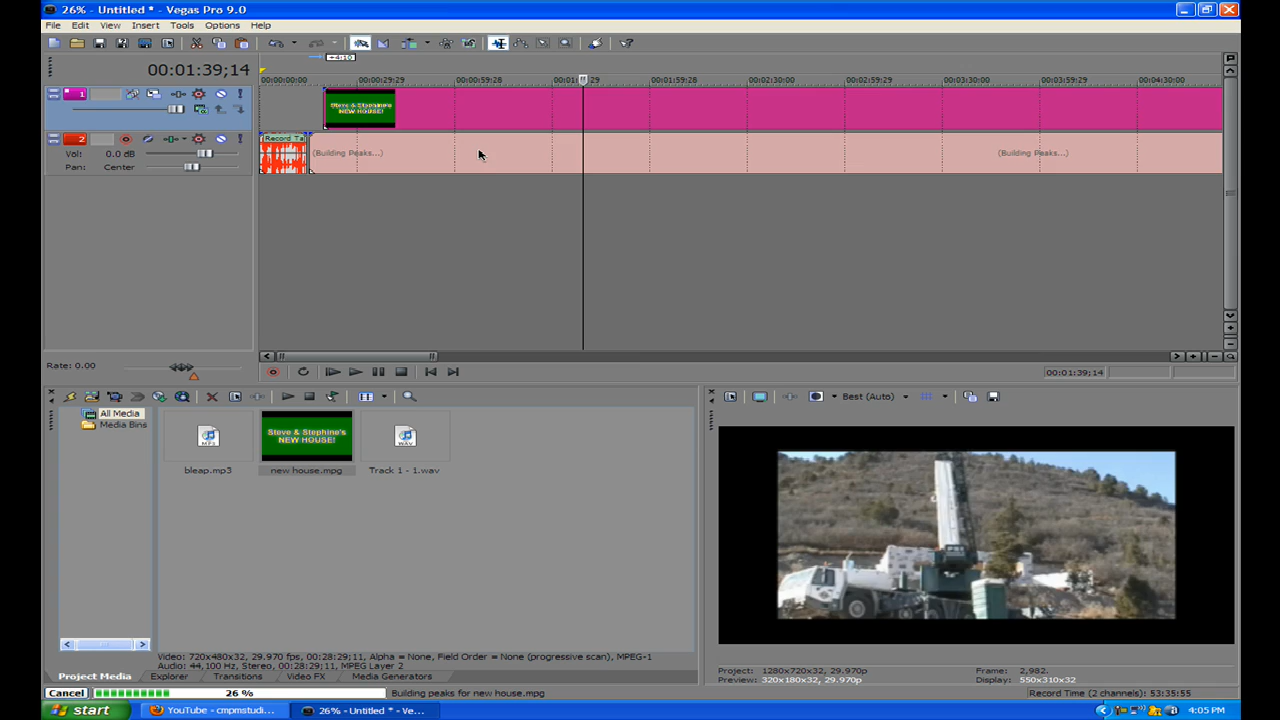 26% - Untitled * - Vegas Pro 9.0
File Edit View Insert Tools Options Help
+4;10
00:01:39;14
00:00:00:00 00:00:29:29 00:00:59:28 00:01 29 00:01:59:28 00:02:30:00 00:02:59:29 00:03:30:00 00:03:59:29 00:04:30:00
1
Steve & Stephine's
NEW HOUSE!
2
Record Ta
Vol: 0.0 dB
(Building Peaks...) (Building Peaks...)
Pan: Center
Rate: 0.00
00:01:39;14
Best (Auto)
All Media
Media Bins
MP3
Steve & Stephine's
NEW HOUSE!
WAV
bleap.mp3 new house.mpg Track 1 - 1.wav
Video: 720x480x32, 29.970 fps, 00:28:29;11, Alpha = None, Field Order = None (progressive scan), MPEG-1
Audio: 44,100 Hz, Stereo, 00:28:29;11, MPEG Layer 2
Project: 1280x720x32, 29.970p Frame: 2,982.
Preview: 320x180x32, 29.970p Display: 550x310x32
Project Media Explorer Transitions Video FX Media Generators
Cancel 26 % Building peaks for new house.mpg Record Time (2 channels): 53:35:55
start YouTube - cmpmstudi... 26% - Untitled * - Ve... 4:05 PM